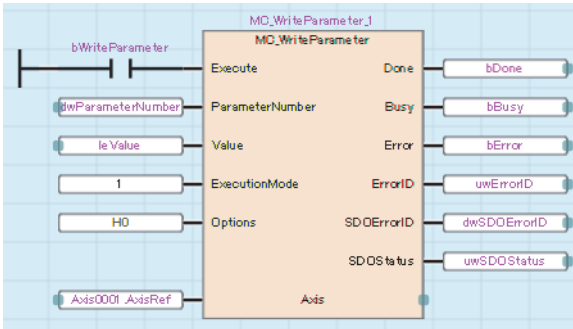 MC_WriteParameter_1
bWriteParameter
MC_WriteParameter
Execute
Done
bDone
dwParameterNumber
ParameterNumber
Busy
bBusy
leValue
Value
Error
bError
1
ExecutionMode
ErrorID
uwErrorID
H0
Options
SDOErrorID
dwSDOErrorID
SDOStatus
uwSDOStatus
Axis0001.AxisRef
Axis